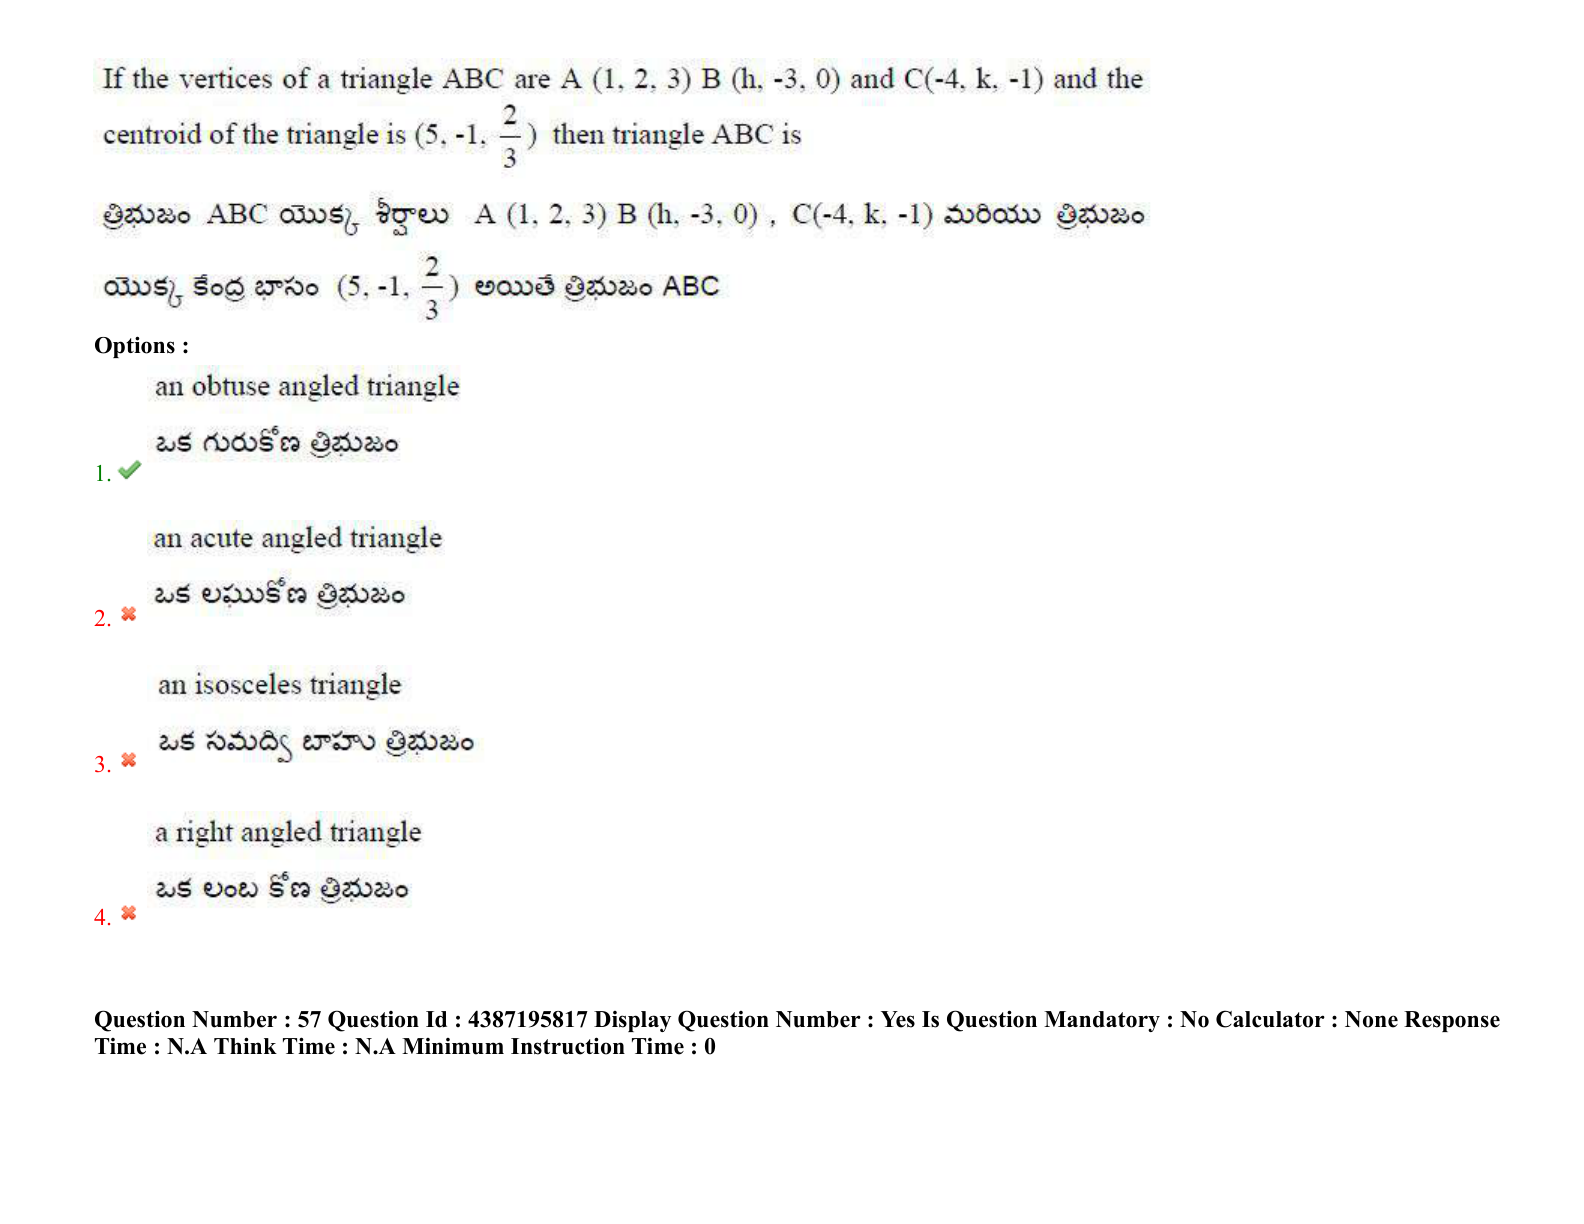 If the vertices of a triangle ABC are A (1, 2, 3) B (h, -3, 0) and C(-4, k, -1) and the
centroid of the triangle is (5, -1, 2/3) then triangle ABC is
త్రిభుజం ABC యొక్క శీర్షాలు A (1, 2, 3) B (h, -3, 0) , C(-4, k, -1) మరియు త్రిభుజం
యొక్క కేంద్ర భాసం (5, -1, 2/3) అయితే త్రిభుజం ABC
Options :
an obtuse angled triangle
ఒక గురుకోణ త్రిభుజం
1.
an acute angled triangle
ఒక లఘుకోణ త్రిభుజం
2.
an isosceles triangle
ఒక సమద్వి బాహు త్రిభుజం
3.
a right angled triangle
ఒక లంబ కోణ త్రిభుజం
4.
Question Number : 57 Question Id : 4387195817 Display Question Number : Yes Is Question Mandatory : No Calculator : None Response
Time : N.A Think Time : N.A Minimum Instruction Time : 0